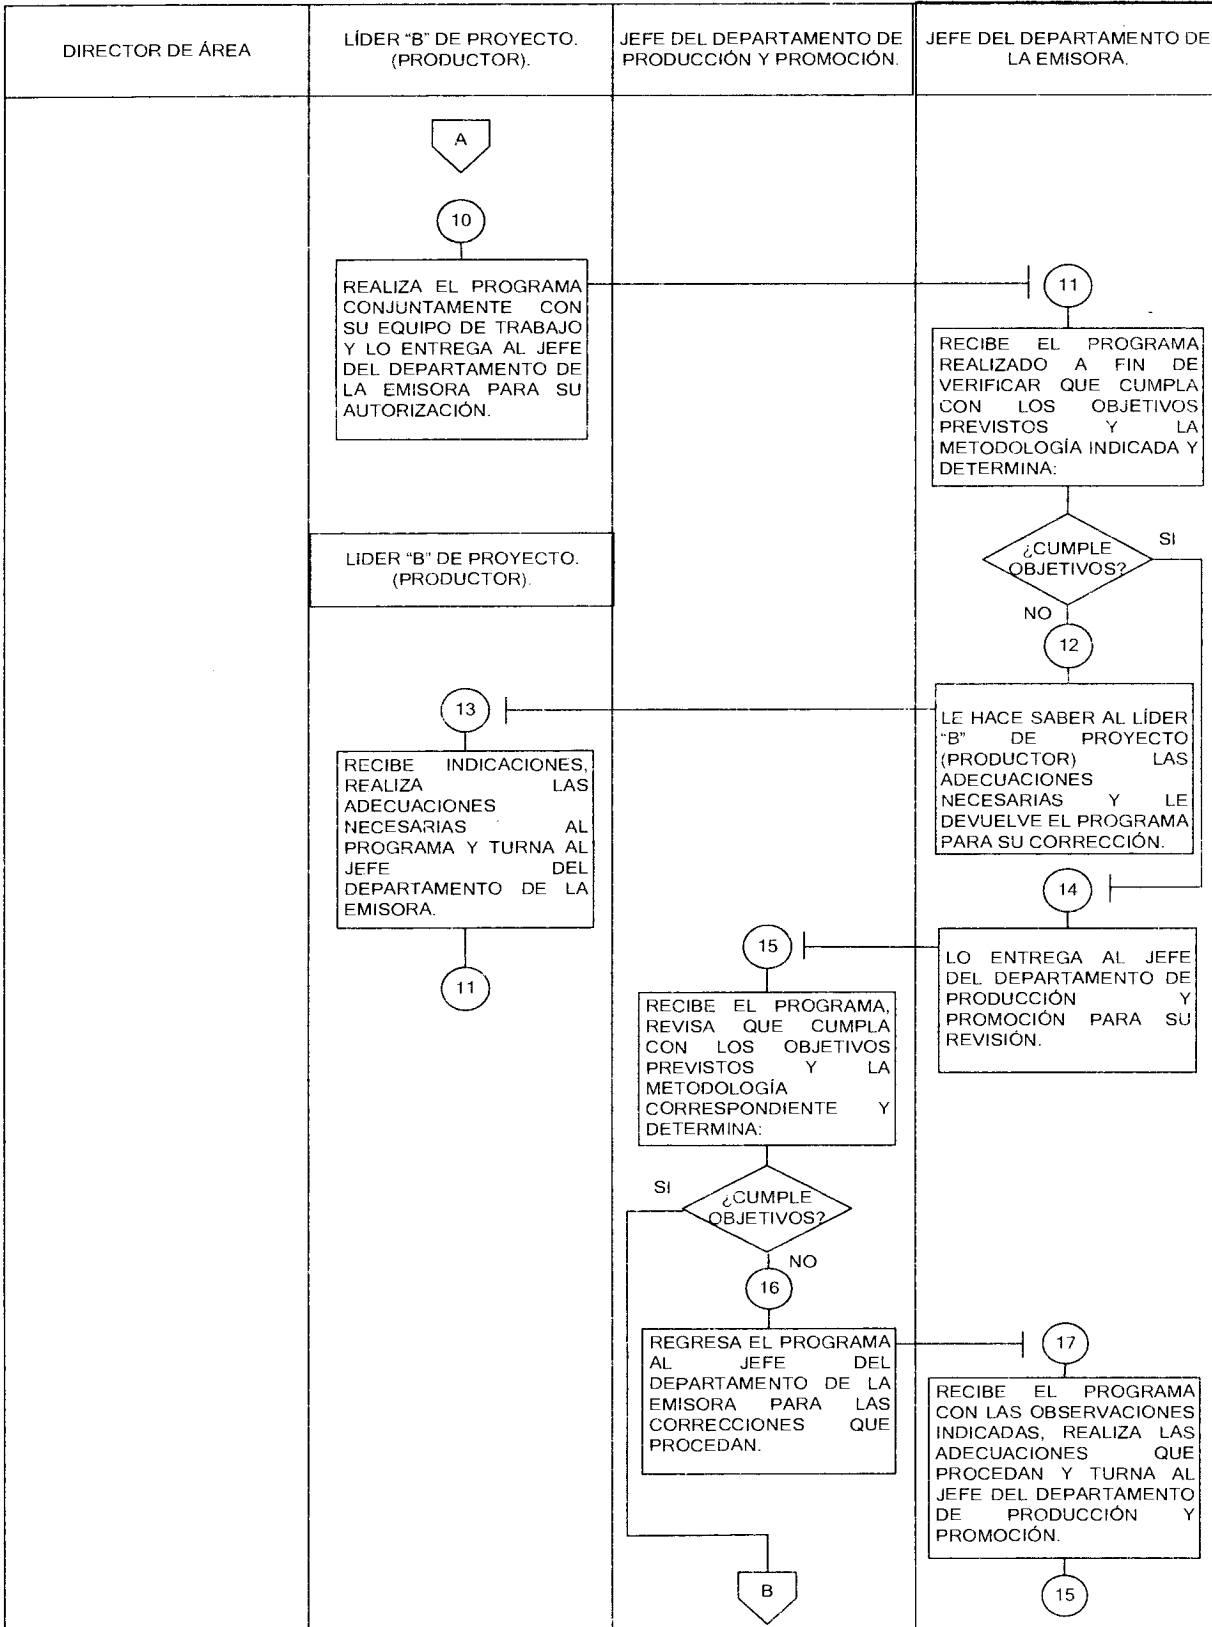 DIRECTOR DE ÁREA
LÍDER "B" DE PROYECTO.
(PRODUCTOR).
JEFE DEL DEPARTAMENTO DE
PRODUCCIÓN Y PROMOCIÓN.
JEFE DEL DEPARTAMENTO DE
LA EMISORA.
A
10
REALIZA EL PROGRAMA
CONJUNTAMENTE CON
SU EQUIPO DE TRABAJO
Y LO ENTREGA AL JEFE
DEL DEPARTAMENTO DE
LA EMISORA PARA SU
AUTORIZACIÓN.
11
RECIBE EL PROGRAMA
REALIZADO A FIN DE
VERIFICAR QUE CUMPLA
CON LOS OBJETIVOS
PREVISTOS Y LA
METODOLOGÍA INDICADA Y
DETERMINA:
¿CUMPLE
OBJETIVOS?
SI
NO
LIDER "B" DE PROYECTO.
(PRODUCTOR).
12
LE HACE SABER AL LÍDER
"B" DE PROYECTO
(PRODUCTOR) LAS
ADECUACIONES
NECESARIAS Y LE
DEVUELVE EL PROGRAMA
PARA SU CORRECCIÓN.
13
RECIBE INDICACIONES,
REALIZA LAS
ADECUACIONES
NECESARIAS AL
PROGRAMA Y TURNA AL
JEFE DEL
DEPARTAMENTO DE LA
EMISORA.
11
14
LO ENTREGA AL JEFE
DEL DEPARTAMENTO DE
PRODUCCIÓN Y
PROMOCIÓN PARA SU
REVISIÓN.
15
RECIBE EL PROGRAMA,
REVISA QUE CUMPLA
CON LOS OBJETIVOS
PREVISTOS Y LA
METODOLOGÍA
CORRESPONDIENTE Y
DETERMINA:
SI
¿CUMPLE
OBJETIVOS?
NO
16
REGRESA EL PROGRAMA
AL JEFE DEL
DEPARTAMENTO DE LA
EMISORA PARA LAS
CORRECCIONES QUE
PROCEDAN.
17
RECIBE EL PROGRAMA
CON LAS OBSERVACIONES
INDICADAS, REALIZA LAS
ADECUACIONES QUE
PROCEDAN Y TURNA AL
JEFE DEL DEPARTAMENTO
DE PRODUCCIÓN Y
PROMOCIÓN.
B
15